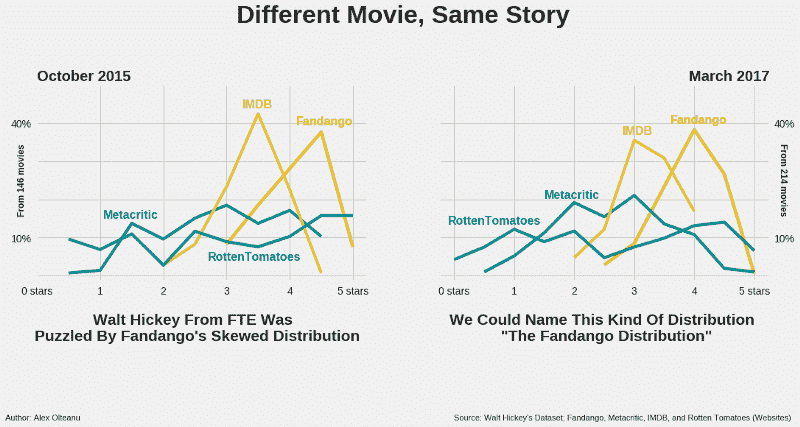 Different Movie, Same Story
October 2015
March 2017
IMDB
Fandango
Metacritic
RottenTomatoes
40%
10%
From 146 movies
0 stars 1 2 3 4 5 stars
IMDB
Fandango
Metacritic
RottenTomatoes
40%
10%
From 214 movies
0 stars 1 2 3 4 5 stars
Walt Hickey From FTE Was
Puzzled By Fandango's Skewed Distribution
We Could Name This Kind Of Distribution
"The Fandango Distribution"
Author: Alex Olteanu
Source: Walt Hickey's Dataset; Fandango, Metacritic, IMDB, and Rotten Tomatoes (Websites)